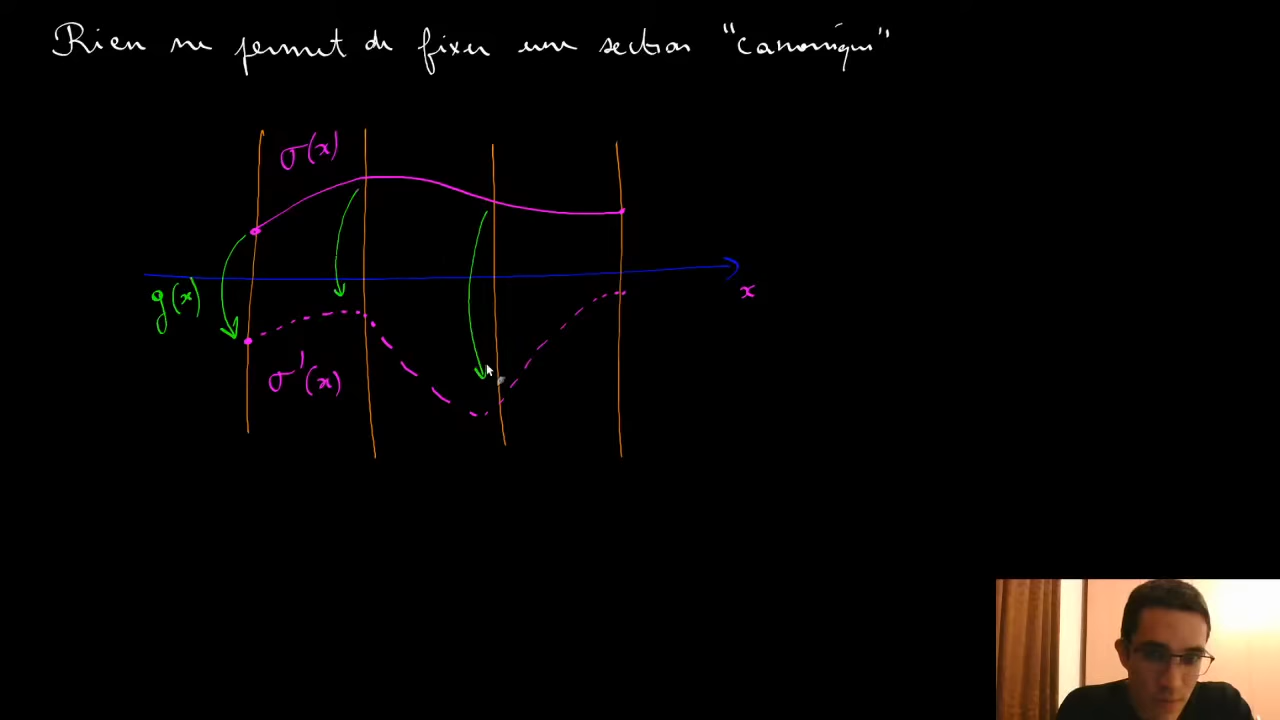 Rien ne permet de fixer une section "canonique"
σ(x)
g(x)
x
σ'(x)